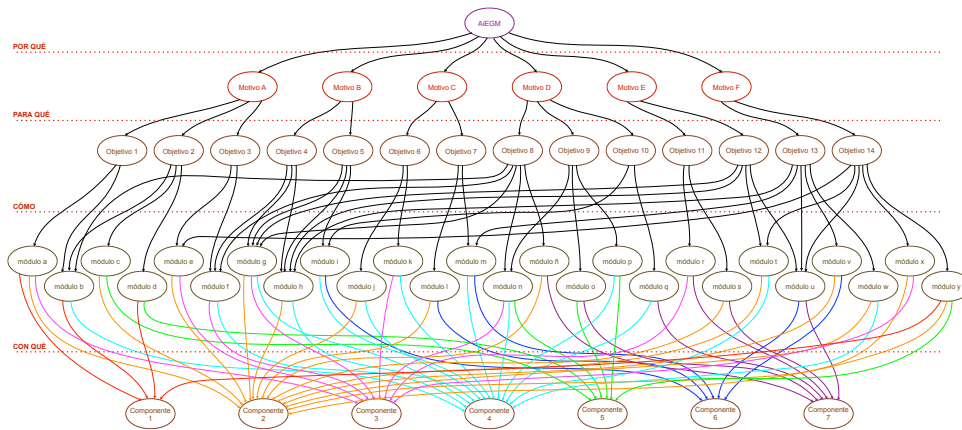 AiEGM
POR QUÉ
Motivo A
Motivo B
Motivo C
Motivo D
Motivo E
Motivo F
PARA QUÉ
Objetivo 1
Objetivo 2
Objetivo 3
Objetivo 4
Objetivo 5
Objetivo 6
Objetivo 7
Objetivo 8
Objetivo 9
Objetivo 10
Objetivo 11
Objetivo 12
Objetivo 13
Objetivo 14
CÓMO
módulo a
módulo c
módulo e
módulo g
módulo i
módulo k
módulo m
módulo ñ
módulo p
módulo r
módulo t
módulo v
módulo x
módulo b
módulo d
módulo f
módulo h
módulo j
módulo l
módulo n
módulo o
módulo q
módulo s
módulo u
módulo w
módulo y
CON QUÉ
Componente
1
Componente
2
Componente
3
Componente
4
Componente
5
Componente
6
Componente
7